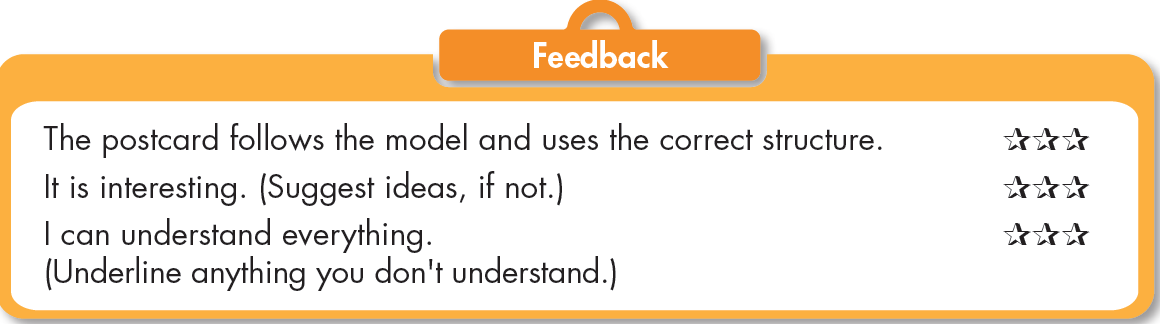 Feedback
The postcard follows the model and uses the correct structure. ☆☆☆
It is interesting. (Suggest ideas, if not.) ☆☆☆
I can understand everything. ☆☆☆
(Underline anything you don't understand.)